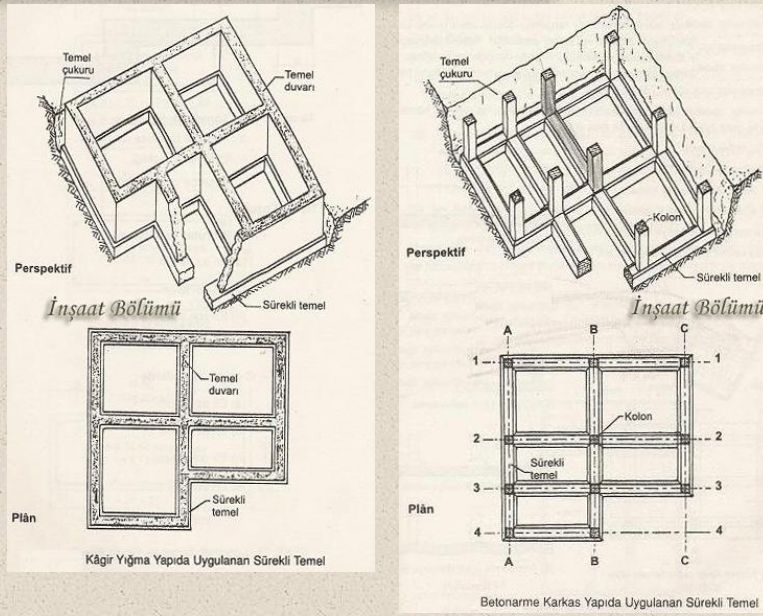 Temel
çukuru
Temel
duvarı
Perspektif
Sürekli temel
İnşaat Bölümü
Temel
duvarı
Sürekli
temel
Plân
Kâgir Yığma Yapıda Uygulanan Sürekli Temel
Temel
çukuru
Kolon
Perspektif
Sürekli temel
İnşaat Bölümü
A B C
1 1
Kolon
2 2
Sürekli
temel
3 3
Plân
4 4
A B C
Betonarme Karkas Yapıda Uygulanan Sürekli Temel